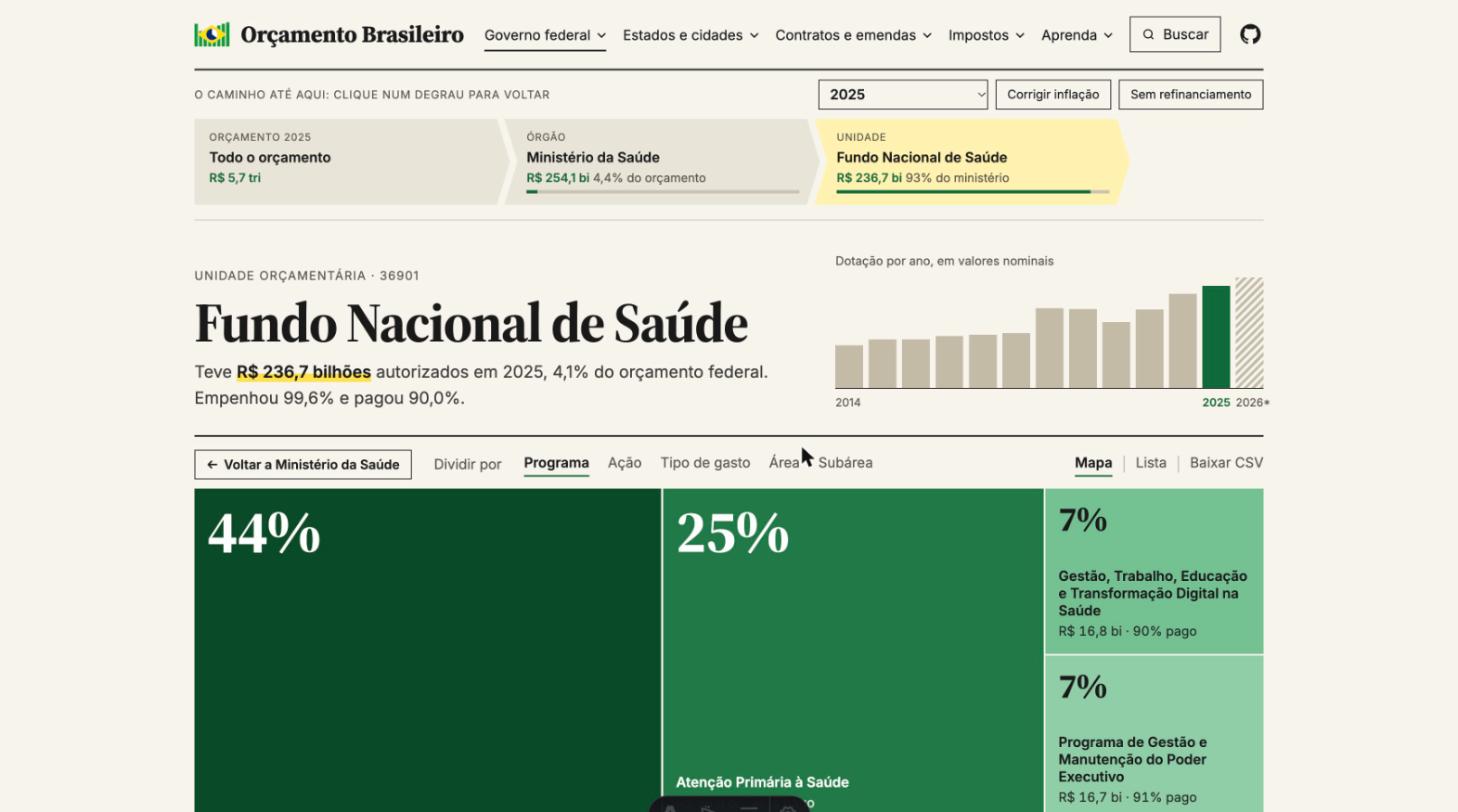 Orçamento Brasileiro
Governo federal
Estados e cidades
Contratos e emendas
Impostos
Aprenda
Buscar
O CAMINHO ATÉ AQUI: CLIQUE NUM DEGRAU PARA VOLTAR
2025
Corrigir inflação
Sem refinanciamento
ORÇAMENTO 2025
Todo o orçamento
R$ 5,7 tri
ÓRGÃO
Ministério da Saúde
R$ 254,1 bi 4,4% do orçamento
UNIDADE
Fundo Nacional de Saúde
R$ 236,7 bi 93% do ministério
UNIDADE ORÇAMENTÁRIA · 36901
Fundo Nacional de Saúde
Teve R$ 236,7 bilhões autorizados em 2025, 4,1% do orçamento federal.
Empenhou 99,6% e pagou 90,0%.
Dotação por ano, em valores nominais
2014
2025
2026*
← Voltar a Ministério da Saúde
Dividir por
Programa
Ação
Tipo de gasto
Área
Subárea
Mapa
Lista
Baixar CSV
44%
25%
Atenção Primária à Saúde
7%
Gestão, Trabalho, Educação
e Transformação Digital na
Saúde
R$ 16,8 bi · 90% pago
7%
Programa de Gestão e
Manutenção do Poder
Executivo
R$ 16,7 bi · 91% pago